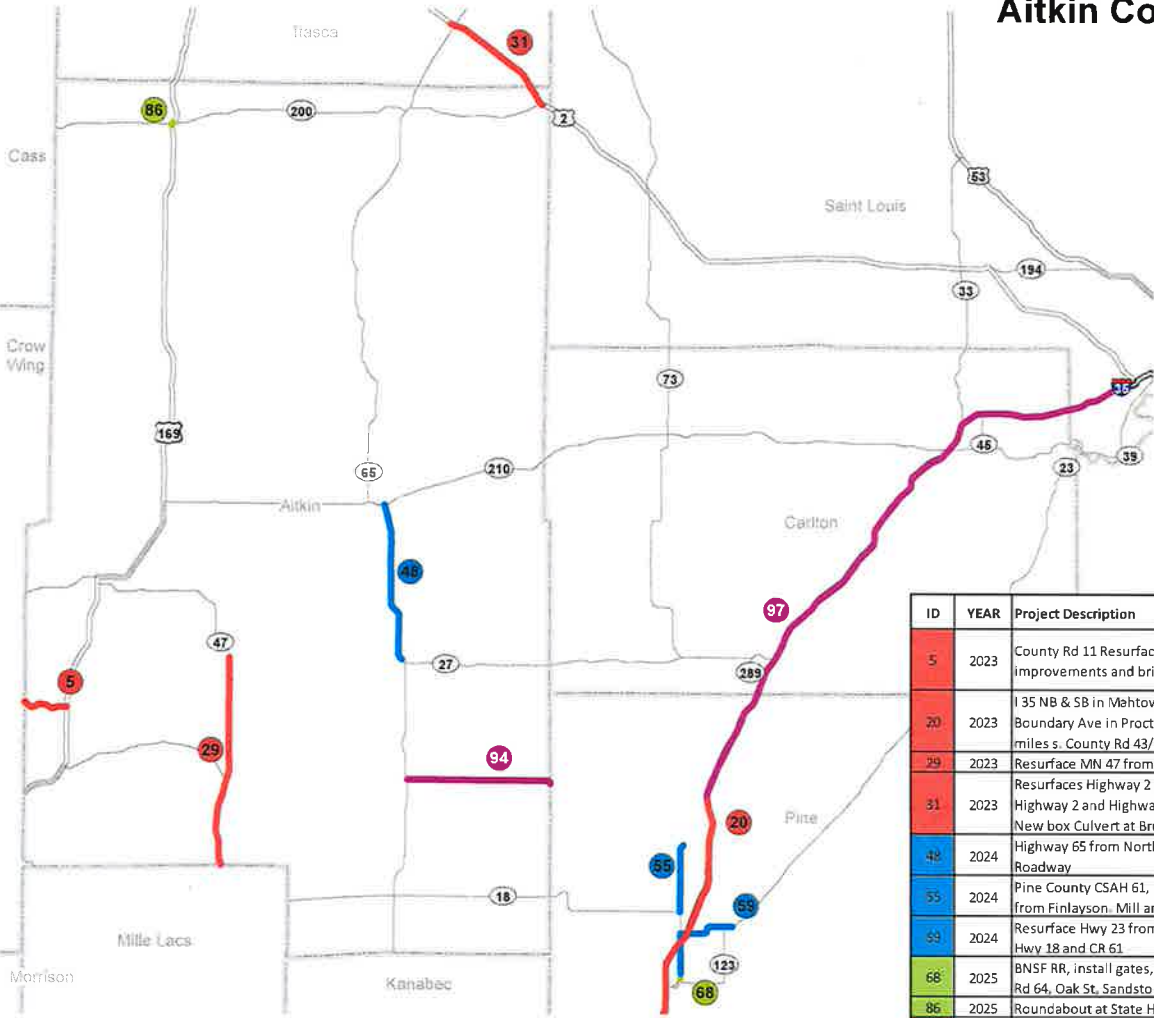 Aitkin Co
Itasca
31
86
200
2
Cass
53
Saint Louis
194
33
Crow
Wing
73
35
169
45
39
65
210
23
Aitkin
Carlton
48
97
47
27
289
5
29
94
20
Pine
55
59
18
123
Mille Lacs
Morrison
Kanabec
68
ID YEAR Project Description
5 2023 County Rd 11 Resurfac
improvements and bri
20 2023 I 35 NB & SB in Mahtow
Boundary Ave in Proct
miles s. County Rd 43/
29 2023 Resurface MN 47 from
31 2023 Resurfaces Highway 2
Highway 2 and Highwa
New box Culvert at Br
48 2024 Highway 65 from North
Roadway
55 2024 Pine County CSAH 61,
from Finlayson. Mill an
59 2024 Resurface Hwy 23 from
Hwy 18 and CR 61
68 2025 BNSF RR, install gates,
Rd 64, Oak St, Sandsto
86 2025 Roundabout at State H